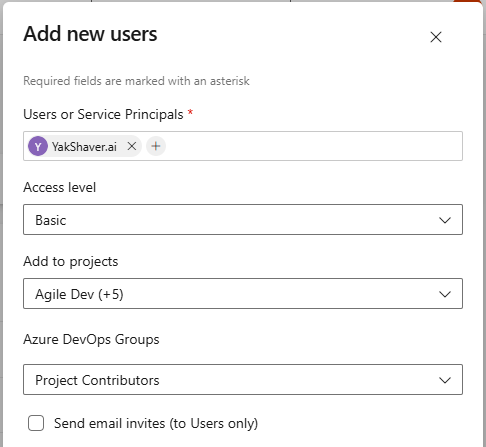 Add new users
Required fields are marked with an asterisk
Users or Service Principals *
Y YakShaver.ai
Access level
Basic
Add to projects
Agile Dev (+5)
Azure DevOps Groups
Project Contributors
Send email invites (to Users only)